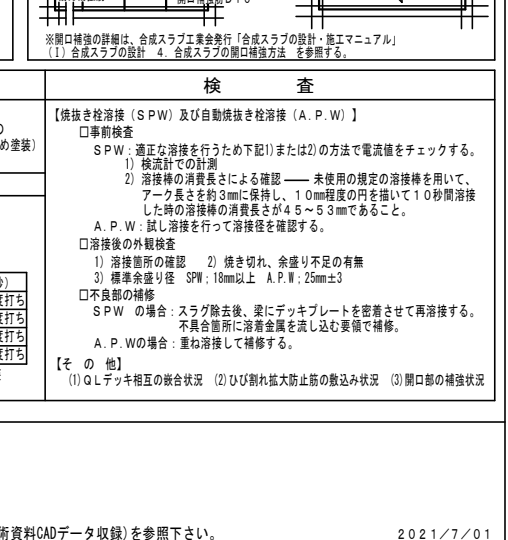 ※開口補強の詳細は、合成スラブ工業会発行「合成スラブの設計・施工マニュアル」
(Ⅰ) 合成スラブの設計　4. 合成スラブの開口補強方法　を参照する。
検　査
め塗装)
【焼抜き栓溶接（ＳＰＷ）及び自動焼抜き栓溶接（Ａ.Ｐ.Ｗ）】
□事前検査
ＳＰＷ：適正な溶接を行うため下記1)または2)の方法で電流値をチェックする。
1) 検流計での計測
2) 溶接棒の消費長さによる確認 ―― 未使用の規定の溶接棒を用いて、
アーク長さを約3㎜に保持し、１０㎜程度の円を描いて１０秒間溶接
した時の溶接棒の消費長さが４５～５３㎜であること。
Ａ.Ｐ.Ｗ：試し溶接を行って溶接径を確認する。
□溶接後の外観検査
1) 溶接箇所の確認　2) 焼き切れ、余盛り不足の有無
3) 標準余盛り径　SPW；18㎜以上　A.P.W；25㎜±3
□不良部の補修
ＳＰＷ　の場合：スラグ除去後、梁にデッキプレートを密着させて再溶接する。
不具合箇所に溶着金属を流し込む要領で補修。
Ａ.Ｐ.Ｗの場合：重ね溶接して補修する。
【そ　の　他】
(1)ＱＬデッキ相互の嵌合状況　(2)ひび割れ拡大防止筋の敷込み状況　(3)開口部の補強状況
度打ち
度打ち
度打ち
度打ち
術資料CADデータ収録)を参照下さい。
２０２１/７/０１